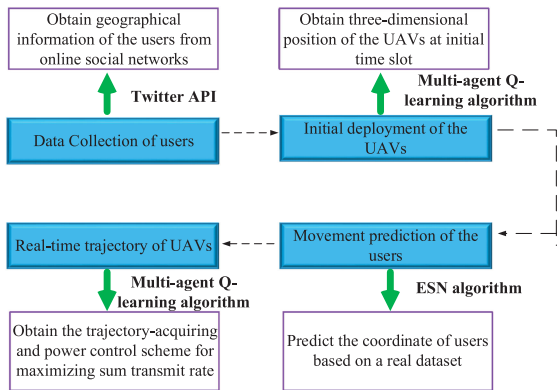 Obtain geographical
information of the users from
online social networks
Obtain three-dimensional
position of the UAVs at initial
time slot
Twitter API
Multi-agent Q-
learning algorithm
Data Collection of users
Initial deployment of the
UAVs
Real-time trajectory of UAVs
Movement prediction of the
users
Multi-agent Q-
learning algorithm
ESN algorithm
Obtain the trajectory-acquiring
and power control scheme for
maximizing sum transmit rate
Predict the coordinate of users
based on a real dataset